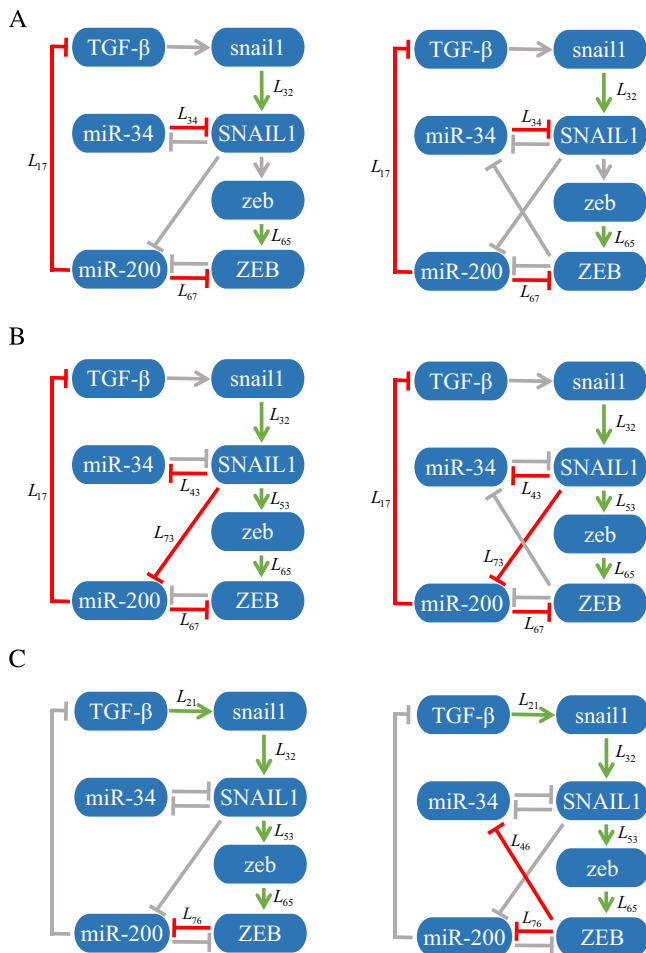 A
TGF-β snail1 TGF-β snail1
L32 L32
L34 L34
miR-34 SNAIL1 miR-34 SNAIL1
L17 L17
zeb zeb
L65 L65
miR-200 ZEB miR-200 ZEB
L67 L67
B
TGF-β snail1 TGF-β snail1
L32 L32
miR-34 SNAIL1 miR-34 SNAIL1
L43 L43
L17 L53 L17 L53
L73 zeb zeb
L73 L65 L65
miR-200 ZEB miR-200 ZEB
L67 L67
C
L21 L21
TGF-β snail1 TGF-β snail1
L32 L32
miR-34 SNAIL1 miR-34 SNAIL1
L53 L46 L53
zeb zeb
L76 L65 L76 L65
miR-200 ZEB miR-200 ZEB